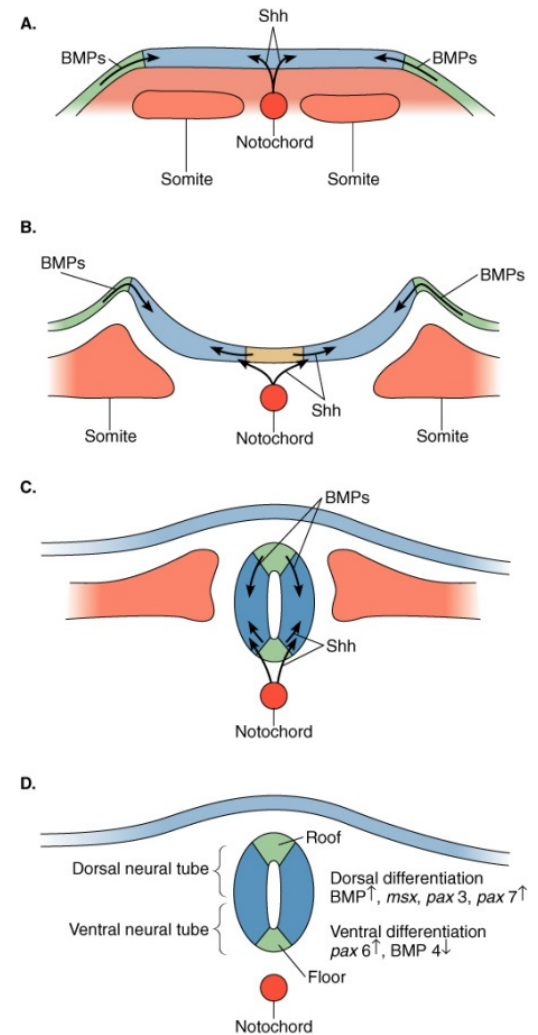 A.
Shh
BMPs
BMPs
Notochord
Somite
Somite
B.
BMPs
BMPs
Shh
Somite
Notochord
Somite
C.
BMPs
Shh
Notochord
D.
Roof
Dorsal neural tube
Dorsal differentiation
BMP↑, msx, pax 3, pax 7↑
Ventral neural tube
Ventral differentiation
pax 6↑, BMP 4↓
Floor
Notochord